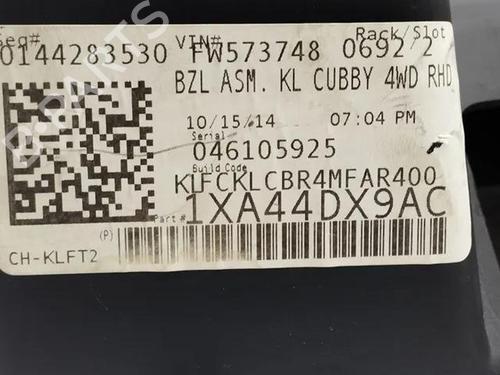 Seq# VIN# Rack/Slot
0144283530 FW573748 0692 2
BZL ASM. KL CUBBY 4WD RHD
10/15/14 07:04 PM
Serial
046105925
Build Code
KLFCKLCBR4MFAR400
Part# 1XA44DX9AC
(P)
CH-KLFT2
B-PARTS